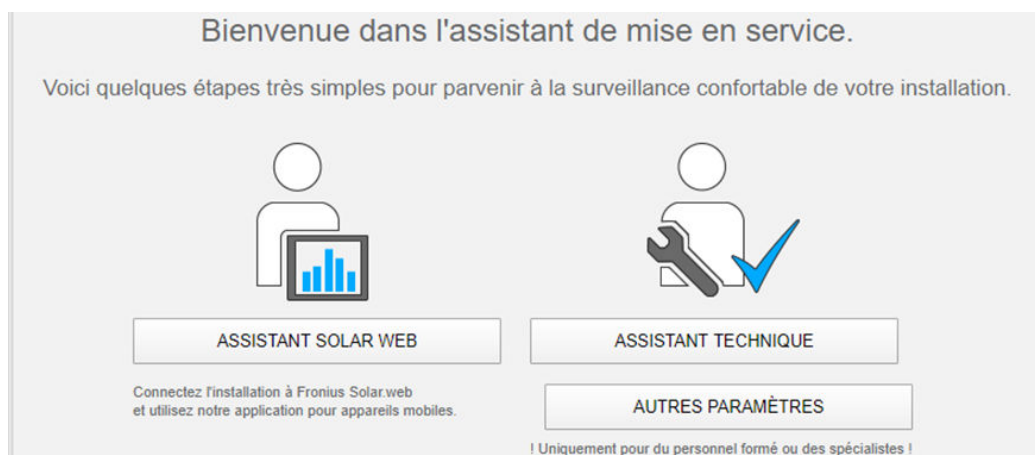 Bienvenue dans l'assistant de mise en service.
Voici quelques étapes très simples pour parvenir à la surveillance confortable de votre installation.
ASSISTANT SOLAR WEB
Connectez l'installation à Fronius Solar.web
et utilisez notre application pour appareils mobiles.
ASSISTANT TECHNIQUE
AUTRES PARAMÈTRES
! Uniquement pour du personnel formé ou des spécialistes !